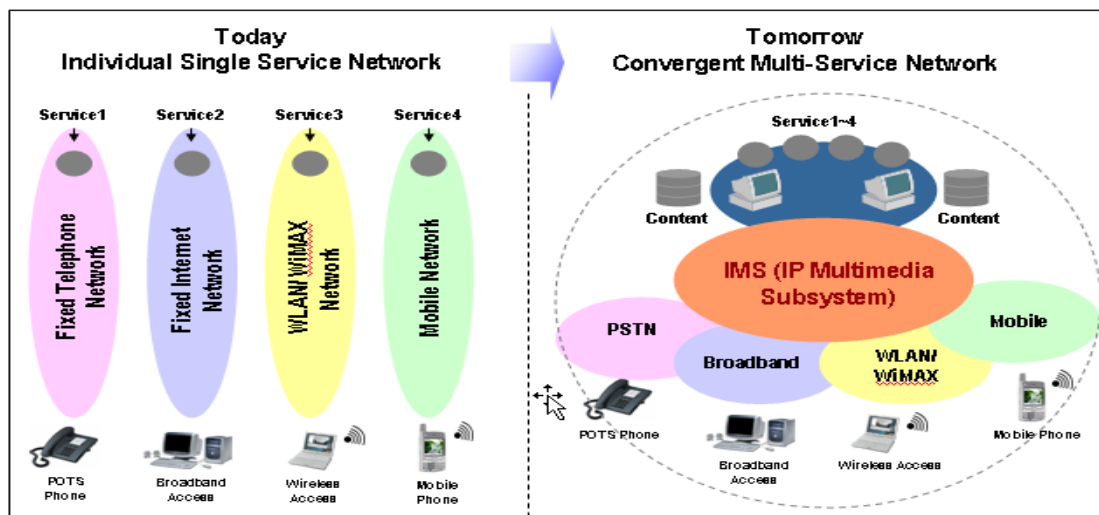 Today
Individual Single Service Network
Service1
Service2
Service3
Service4
Fixed Telephone
Network
Fixed Internet
Network
WLAN/ WiMAX
Network
Mobile Network
POTS
Phone
Broadband
Access
Wireless
Access
Mobile
Phone
Tomorrow
Convergent Multi-Service Network
Service1~4
Content
Content
IMS (IP Multimedia
Subsystem)
PSTN
Broadband
WLAN/
WiMAX
Mobile
POTS Phone
Broadband
Access
Wireless Access
Mobile Phone